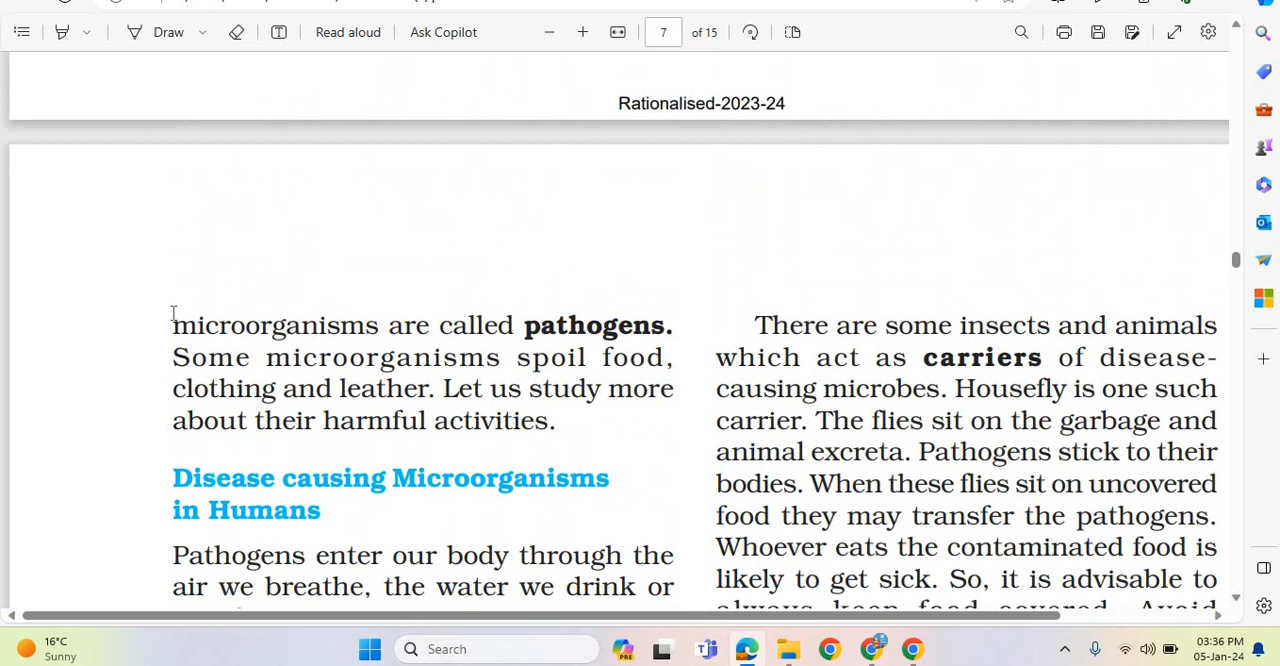 Draw
Read aloud
Ask Copilot
7
of 15
Rationalised-2023-24
microorganisms are called pathogens.
Some microorganisms spoil food,
clothing and leather. Let us study more
about their harmful activities.
Disease causing Microorganisms
in Humans
Pathogens enter our body through the
air we breathe, the water we drink or
There are some insects and animals
which act as carriers of disease-
causing microbes. Housefly is one such
carrier. The flies sit on the garbage and
animal excreta. Pathogens stick to their
bodies. When these flies sit on uncovered
food they may transfer the pathogens.
Whoever eats the contaminated food is
likely to get sick. So, it is advisable to
always keep food covered. Avoid
16°C
Sunny
Search
PRE
03:36 PM
05-Jan-24